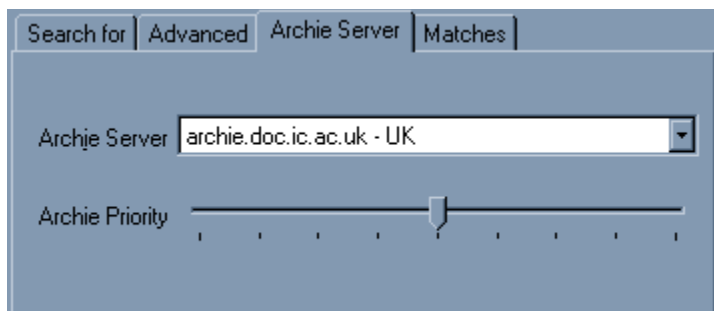 Search for Advanced Archie Server Matches
Archie Server archie.doc.ic.ac.uk - UK
Archie Priority